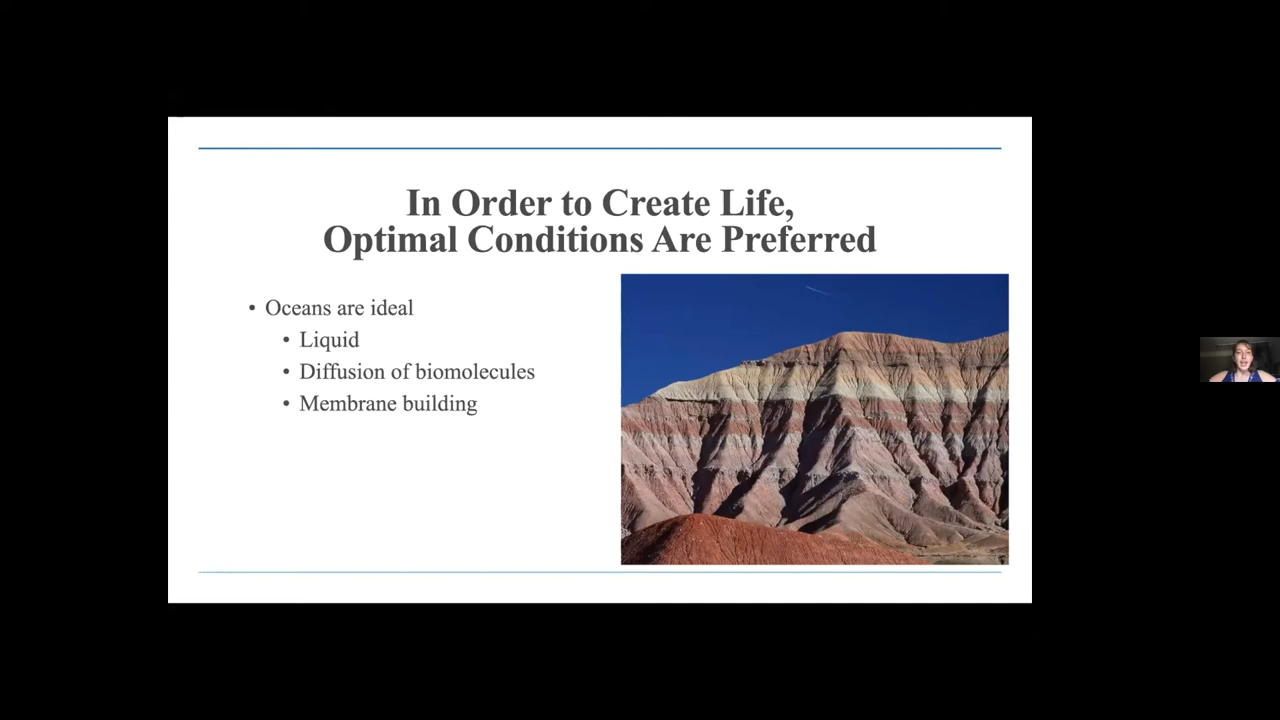 In Order to Create Life,
Optimal Conditions Are Preferred
• Oceans are ideal
• Liquid
• Diffusion of biomolecules
• Membrane building